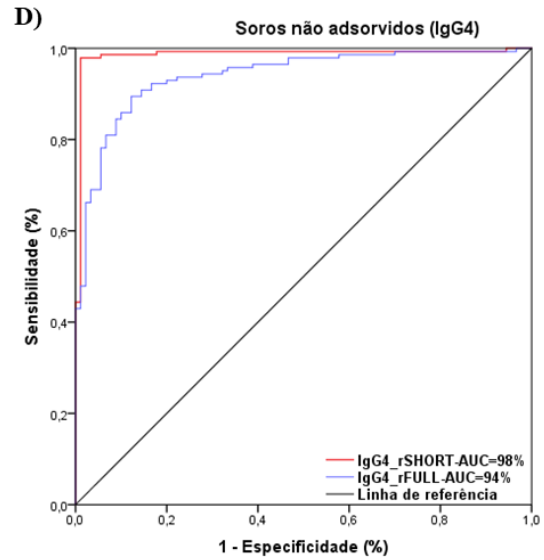 D)
Soros não adsorvidos (IgG4)
1,0
0,8
0,6
0,4
0,2
0,0
Sensibilidade (%)
IgG4_rSHORT-AUC=98%
IgG4_rFULL-AUC=94%
Linha de referência
0,0 0,2 0,4 0,6 0,8 1,0
1 - Especificidade (%)